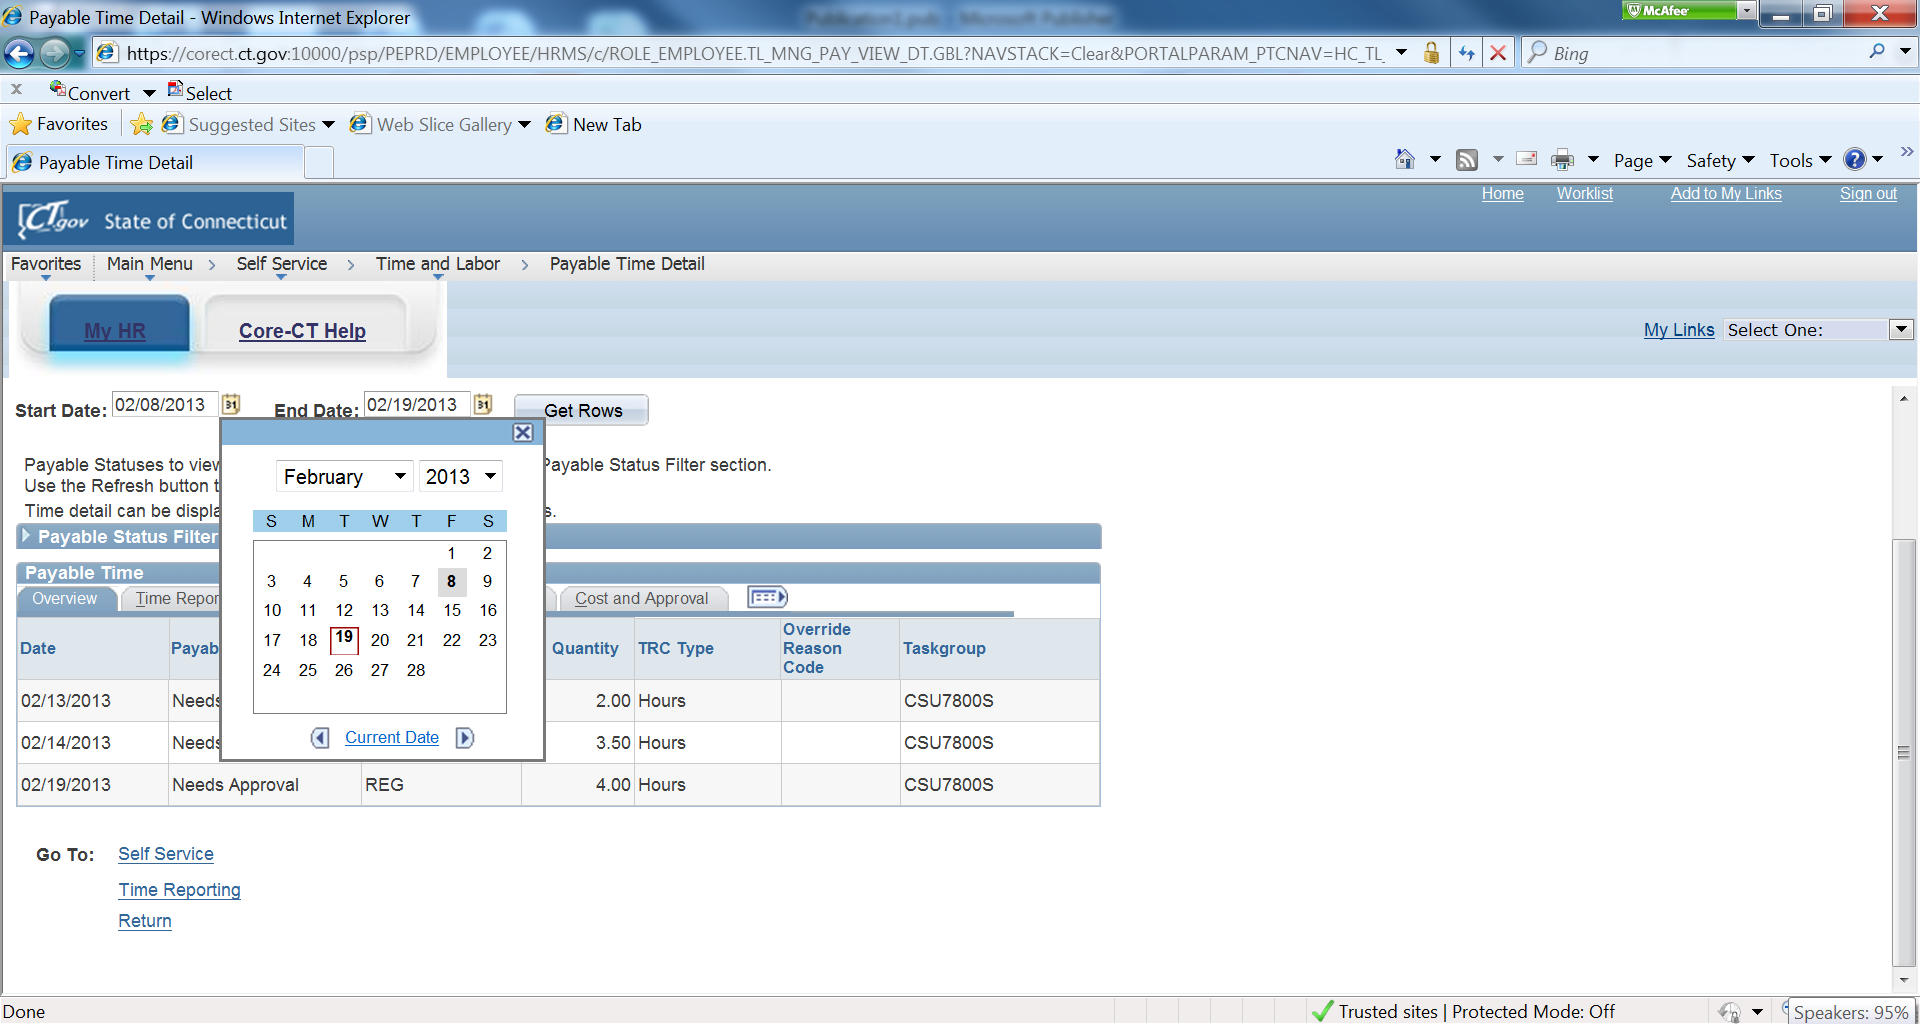 Payable Time Detail - Windows Internet Explorer
McAfee
https://corect.ct.gov:10000/psp/PEPRD/EMPLOYEE/HRMS/c/ROLE_EMPLOYEE.TL_MNG_PAY_VIEW_DT.GBL?NAVSTACK=Clear&PORTALPARAM_PTCNAV=HC_TL_
Bing
x Convert Select
Favorites Suggested Sites Web Slice Gallery New Tab
Payable Time Detail
Page Safety Tools
Home Worklist Add to My Links Sign out
CT.gov State of Connecticut
Favorites Main Menu > Self Service > Time and Labor > Payable Time Detail
My HR Core-CT Help
My Links Select One:
Start Date: 02/08/2013 31 End Date: 02/19/2013 31 Get Rows
Payable Statuses to view Payable Status Filter section.
Use the Refresh button t
Time detail can be displa s.
Payable Status Filter
Payable Time
Overview Time Repor Cost and Approval
Date Payab Quantity TRC Type Override Reason Code Taskgroup
02/13/2013 Needs 2.00 Hours CSU7800S
02/14/2013 Needs 3.50 Hours CSU7800S
02/19/2013 Needs Approval REG 4.00 Hours CSU7800S
February 2013
S M T W T F S
1 2
3 4 5 6 7 8 9
10 11 12 13 14 15 16
17 18 19 20 21 22 23
24 25 26 27 28
Current Date
Go To: Self Service
Time Reporting
Return
Done
Trusted sites | Protected Mode: Off
Speakers: 95%